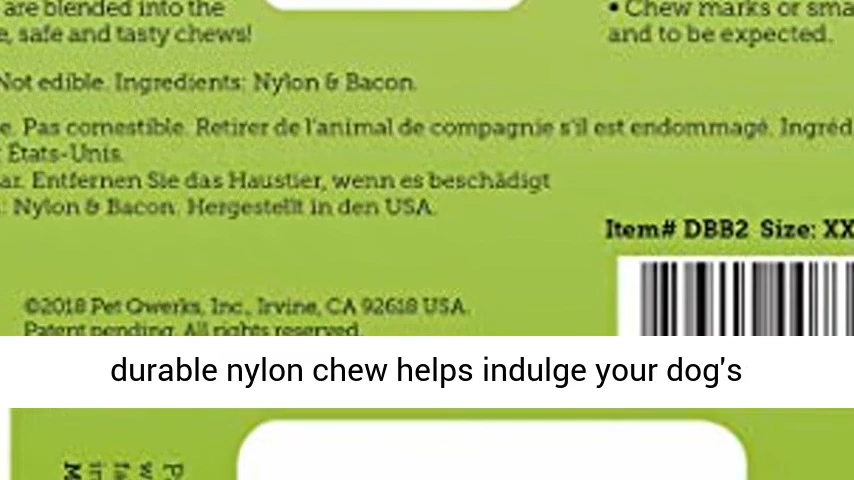 are blended into the
e, safe and tasty chews!
Not edible. Ingredients: Nylon & Bacon.
e. Pas comestible. Retirer de l'animal de compagnie s'il est endommagé. Ingréd
États-Unis.
ar. Entfernen Sie das Haustier, wenn es beschädigt
: Nylon & Bacon. Hergestellt in den USA.
©2018 Pet Qwerks, Inc., Irvine, CA 92618 USA.
Patent pending. All rights reserved.
• Chew marks or sma
and to be expected.
Item# DBB2 Size: XX
durable nylon chew helps indulge your dog's